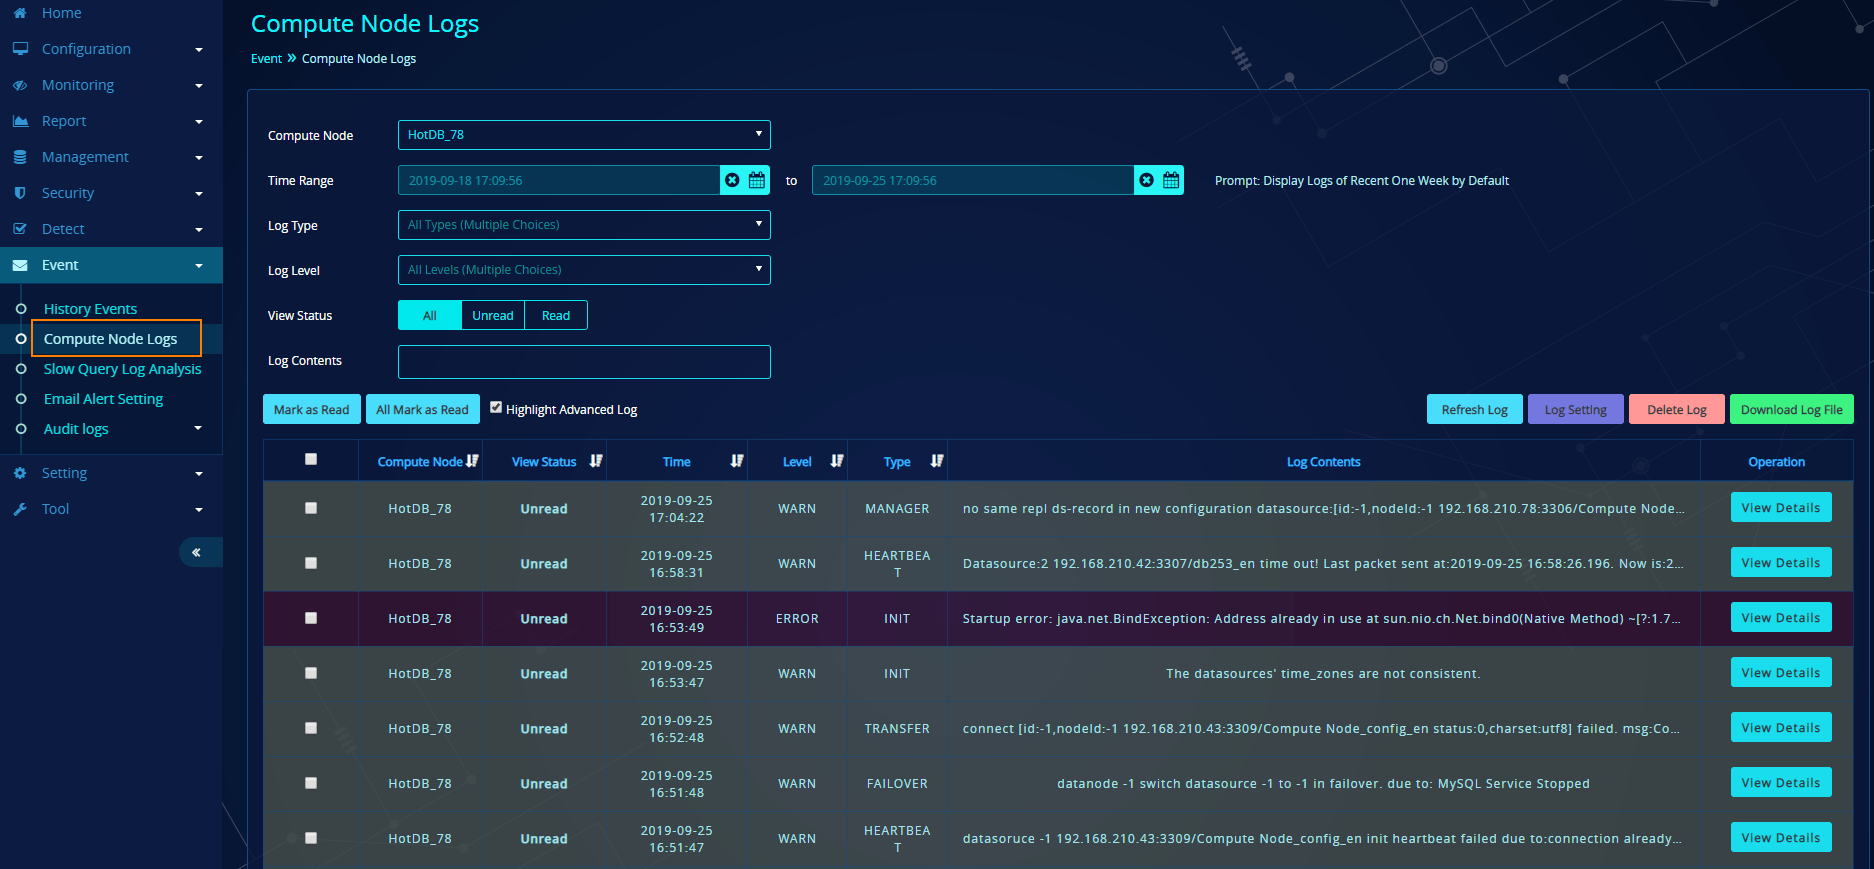 Home
Configuration
Monitoring
Report
Management
Security
Detect
Event
History Events
Compute Node Logs
Slow Query Log Analysis
Email Alert Setting
Audit logs
Setting
Tool
Compute Node Logs
Event » Compute Node Logs
Compute Node HotDB_78
Time Range 2019-09-18 17:09:56 to 2019-09-25 17:09:56 Prompt: Display Logs of Recent One Week by Default
Log Type All Types (Multiple Choices)
Log Level All Levels (Multiple Choices)
View Status All Unread Read
Log Contents
Mark as Read All Mark as Read Highlight Advanced Log Refresh Log Log Setting Delete Log Download Log File
Compute Node View Status Time Level Type Log Contents Operation
HotDB_78 Unread 2019-09-25 17:04:22 WARN MANAGER no same repl ds-record in new configuration datasource:[id:-1,nodeId:-1 192.168.210.78:3306/Compute Node... View Details
HotDB_78 Unread 2019-09-25 16:58:31 WARN HEARTBEAT Datasource:2 192.168.210.42:3307/db253_en time out! Last packet sent at:2019-09-25 16:58:26.196. Now is:2... View Details
HotDB_78 Unread 2019-09-25 16:53:49 ERROR INIT Startup error: java.net.BindException: Address already in use at sun.nio.ch.Net.bind0(Native Method) ~[?:1.7... View Details
HotDB_78 Unread 2019-09-25 16:53:47 WARN INIT The datasources' time_zones are not consistent. View Details
HotDB_78 Unread 2019-09-25 16:52:48 WARN TRANSFER connect [id:-1,nodeId:-1 192.168.210.43:3309/Compute Node_config_en status:0,charset:utf8] failed. msg:Co... View Details
HotDB_78 Unread 2019-09-25 16:51:48 WARN FAILOVER datanode -1 switch datasource -1 to -1 in failover. due to: MySQL Service Stopped View Details
HotDB_78 Unread 2019-09-25 16:51:47 WARN HEARTBEAT datasoruce -1 192.168.210.43:3309/Compute Node_config_en init heartbeat failed due to:connection already... View Details